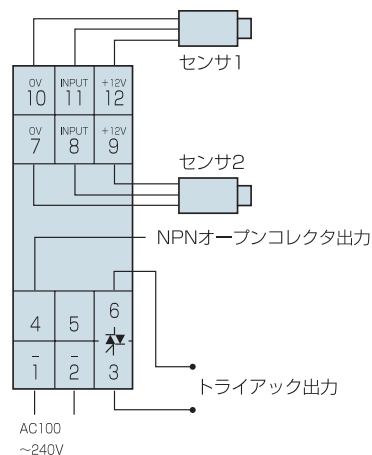 センサ1
0V INPUT +12V
10 11 12
0V INPUT +12V
7 8 9
センサ2
NPNオープンコレクタ出力
4 5 6
1 2 3
トライアック出力
AC100
～240V